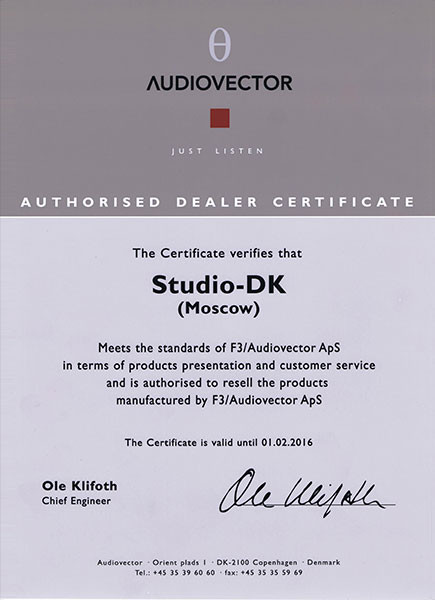 θ
AUDIOVECTOR
JUST LISTEN
AUTHORISED DEALER CERTIFICATE
The Certificate verifies that
Studio-DK
(Moscow)
Meets the standards of F3/Audiovector ApS
in terms of products presentation and customer service
and is authorised to resell the products
manufactured by F3/Audiovector ApS
The Certificate is valid until 01.02.2016
Ole Klifoth
Chief Engineer
Ole Klifoth
Audiovector · Orient plads 1 · DK-2100 Copenhagen · Denmark
Tel.: +45 35 39 60 60 · fax: +45 35 35 59 69